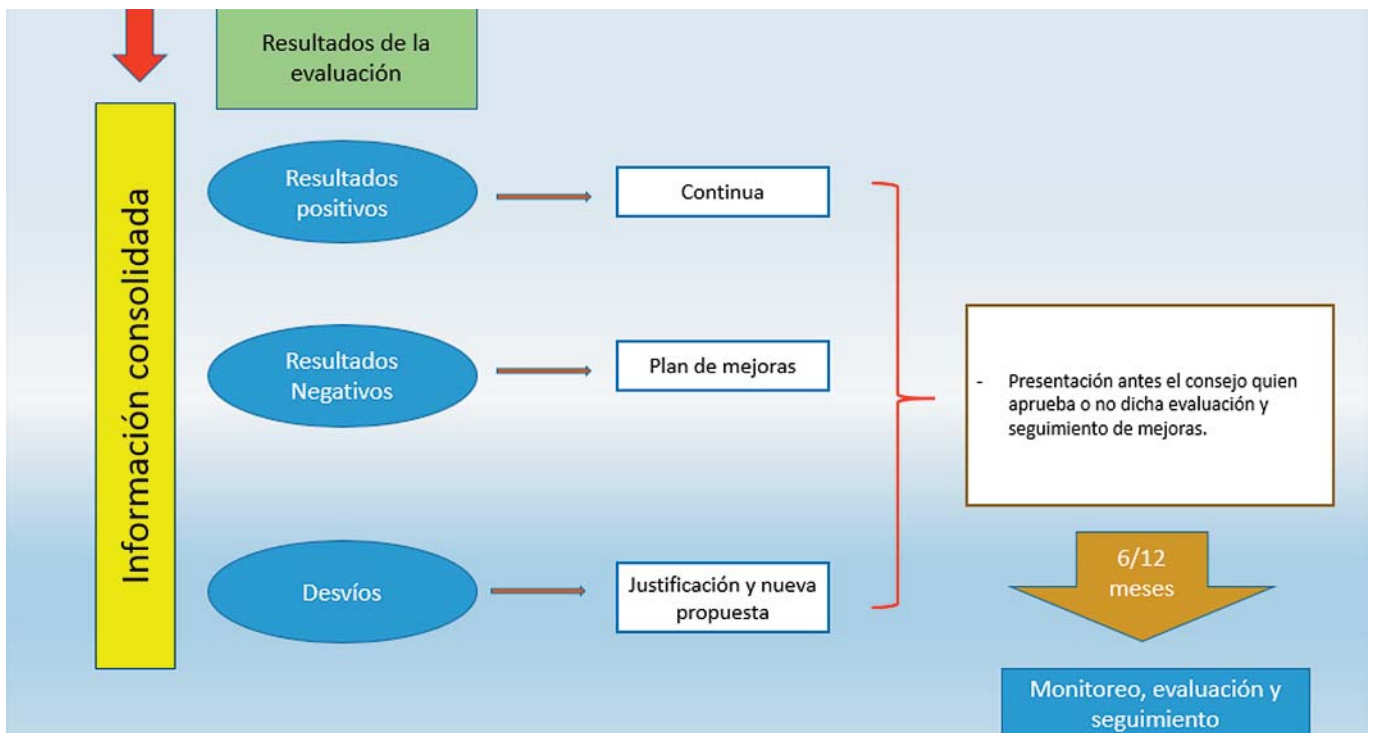 Resultados de la
evaluación
Información consolidada
Resultados
positivos
Continua
Resultados
Negativos
Plan de mejoras
Desvíos
Justificación y nueva
propuesta
- Presentación antes el consejo quien
aprueba o no dicha evaluación y
seguimiento de mejoras.
6/12
meses
Monitoreo, evaluación y
seguimiento